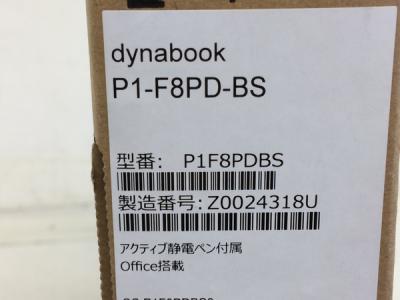 dynabook
P1-F8PD-BS
型番: P1F8PDBS
製造番号:Z0024318U
アクティブ静電ペン付属
Office搭載